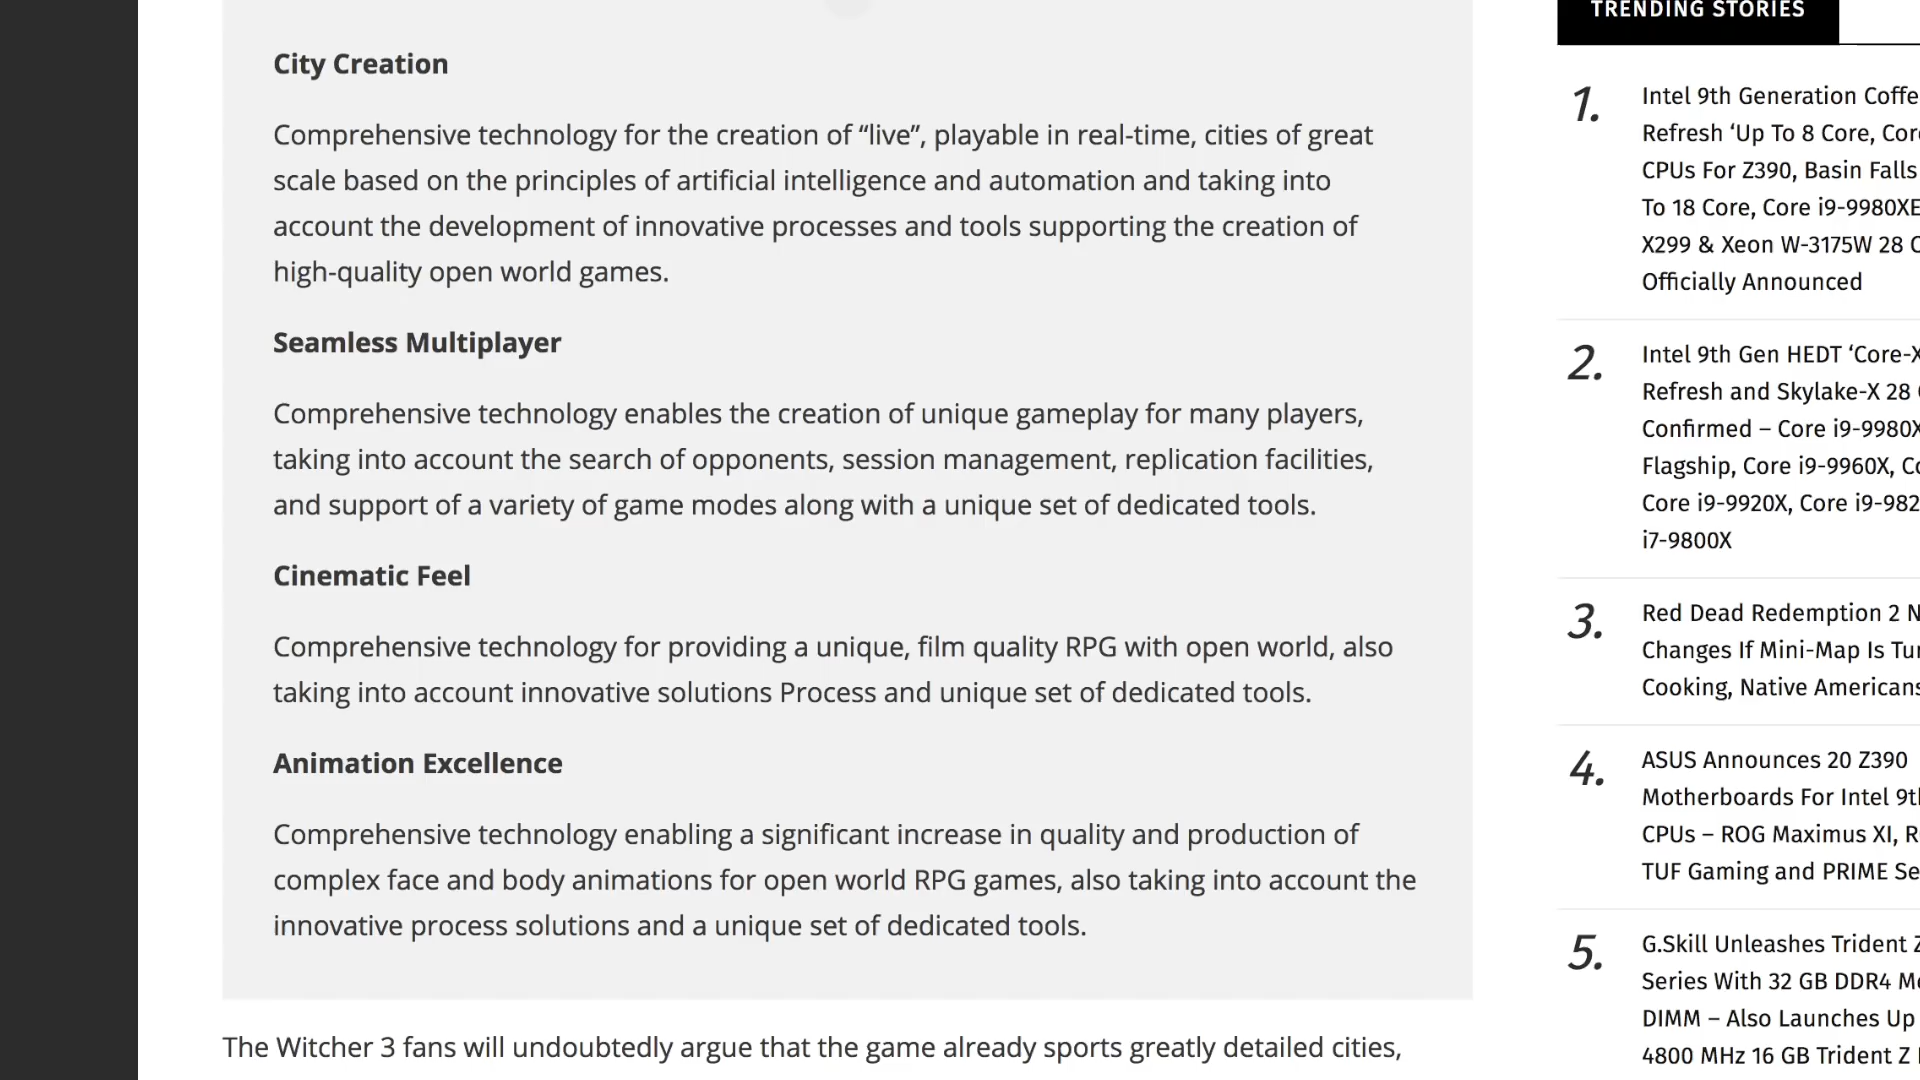 City Creation
Comprehensive technology for the creation of “live”, playable in real-time, cities of great
scale based on the principles of artificial intelligence and automation and taking into
account the development of innovative processes and tools supporting the creation of
high-quality open world games.
Seamless Multiplayer
Comprehensive technology enables the creation of unique gameplay for many players,
taking into account the search of opponents, session management, replication facilities,
and support of a variety of game modes along with a unique set of dedicated tools.
Cinematic Feel
Comprehensive technology for providing a unique, film quality RPG with open world, also
taking into account innovative solutions Process and unique set of dedicated tools.
Animation Excellence
Comprehensive technology enabling a significant increase in quality and production of
complex face and body animations for open world RPG games, also taking into account the
innovative process solutions and a unique set of dedicated tools.
The Witcher 3 fans will undoubtedly argue that the game already sports greatly detailed cities,
TRENDING STORIES
1.
Intel 9th Generation
Refresh ‘Up To 8 Core,
CPUs For Z390, Basin Falls
To 18 Core, Core i9-9980XE
X299 & Xeon W-3175W 28
Officially Announced
2.
Intel 9th Gen HEDT ‘Core-X
Refresh and Skylake-X 28
Confirmed – Core i9-9980X
Flagship, Core i9-9960X,
Core i9-9920X, Core i9-982
i7-9800X
3.
Red Dead Redemption 2
Changes If Mini-Map Is
Cooking, Native Americans
4.
ASUS Announces 20 Z390
Motherboards For Intel
CPUs – ROG Maximus XI,
TUF Gaming and PRIME
5.
G.Skill Unleashes Trident
Series With 32 GB DDR4
DIMM – Also Launches Up
4800 MHz 16 GB Trident Z